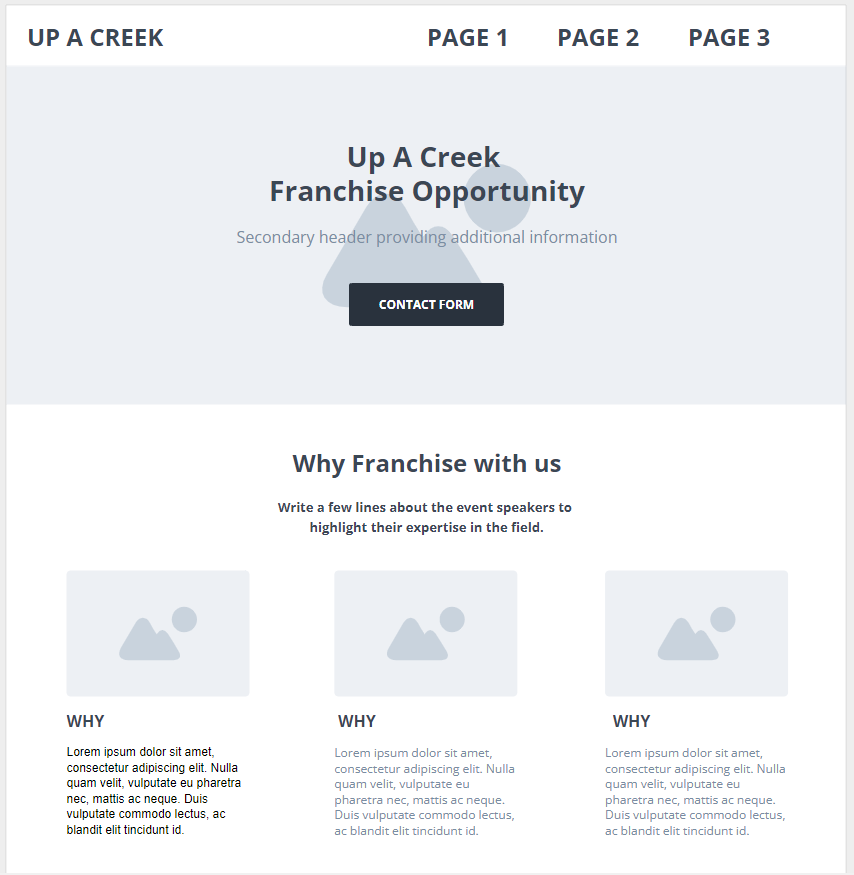 UP A CREEK PAGE 1 PAGE 2 PAGE 3
Up A Creek
Franchise Opportunity
Secondary header providing additional information
CONTACT FORM
Why Franchise with us
Write a few lines about the event speakers to
highlight their expertise in the field.
WHY
Lorem ipsum dolor sit amet,
consectetur adipiscing elit. Nulla
quam velit, vulputate eu pharetra
nec, mattis ac neque. Duis
vulputate commodo lectus, ac
blandit elit tincidunt id.
WHY
Lorem ipsum dolor sit amet,
consectetur adipiscing elit. Nulla
quam velit, vulputate eu
pharetra nec, mattis ac neque.
Duis vulputate commodo lectus,
ac blandit elit tincidunt id.
WHY
Lorem ipsum dolor sit amet,
consectetur adipiscing elit. Nulla
quam velit, vulputate eu
pharetra nec, mattis ac neque.
Duis vulputate commodo lectus,
ac blandit elit tincidunt id.